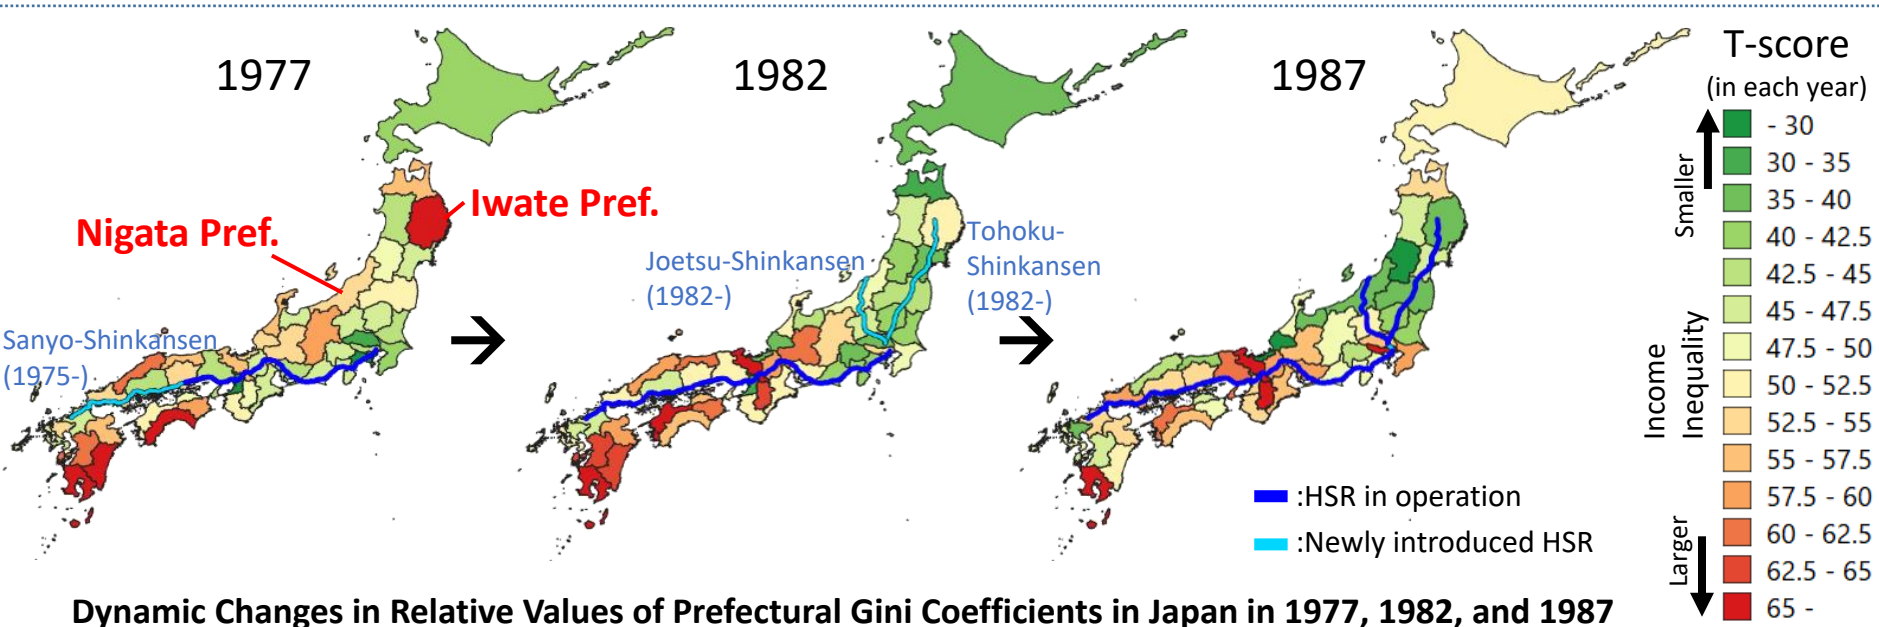 1977
1982
1987
Nigata Pref.
Iwate Pref.
Sanyo-Shinkansen
(1975-)
Joetsu-Shinkansen
(1982-)
Tohoku-
Shinkansen
(1982-)
:HSR in operation
:Newly introduced HSR
T-score
(in each year)
Smaller
Income
Inequality
Larger
- 30
30 - 35
35 - 40
40 - 42.5
42.5 - 45
45 - 47.5
47.5 - 50
50 - 52.5
52.5 - 55
55 - 57.5
57.5 - 60
60 - 62.5
62.5 - 65
65 -
Dynamic Changes in Relative Values of Prefectural Gini Coefficients in Japan in 1977, 1982, and 1987